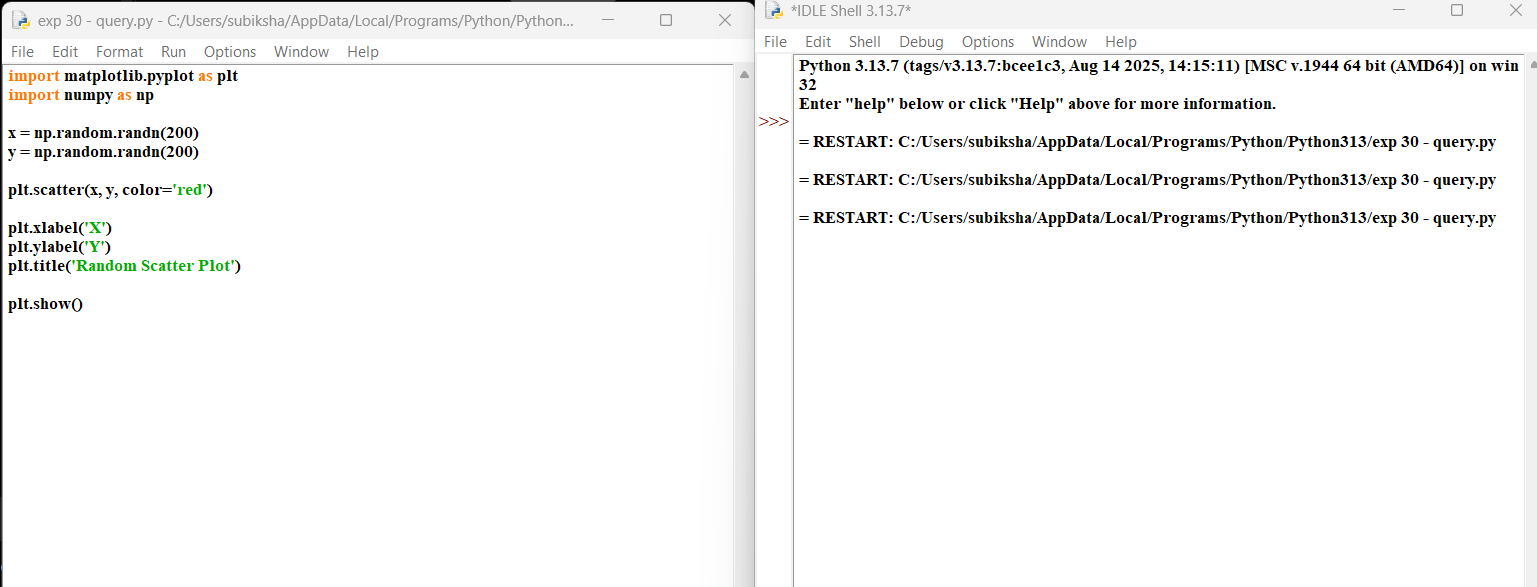 exp 30 - query.py - C:/Users/subiksha/AppData/Local/Programs/Python/Python...
File Edit Format Run Options Window Help
import matplotlib.pyplot as plt
import numpy as np
x = np.random.randn(200)
y = np.random.randn(200)
plt.scatter(x, y, color='red')
plt.xlabel('X')
plt.ylabel('Y')
plt.title('Random Scatter Plot')
plt.show()
*IDLE Shell 3.13.7*
File Edit Shell Debug Options Window Help
Python 3.13.7 (tags/v3.13.7:bcee1c3, Aug 14 2025, 14:15:11) [MSC v.1944 64 bit (AMD64)] on win
32
Enter "help" below or click "Help" above for more information.
>>>
= RESTART: C:/Users/subiksha/AppData/Local/Programs/Python/Python313/exp 30 - query.py
= RESTART: C:/Users/subiksha/AppData/Local/Programs/Python/Python313/exp 30 - query.py
= RESTART: C:/Users/subiksha/AppData/Local/Programs/Python/Python313/exp 30 - query.py